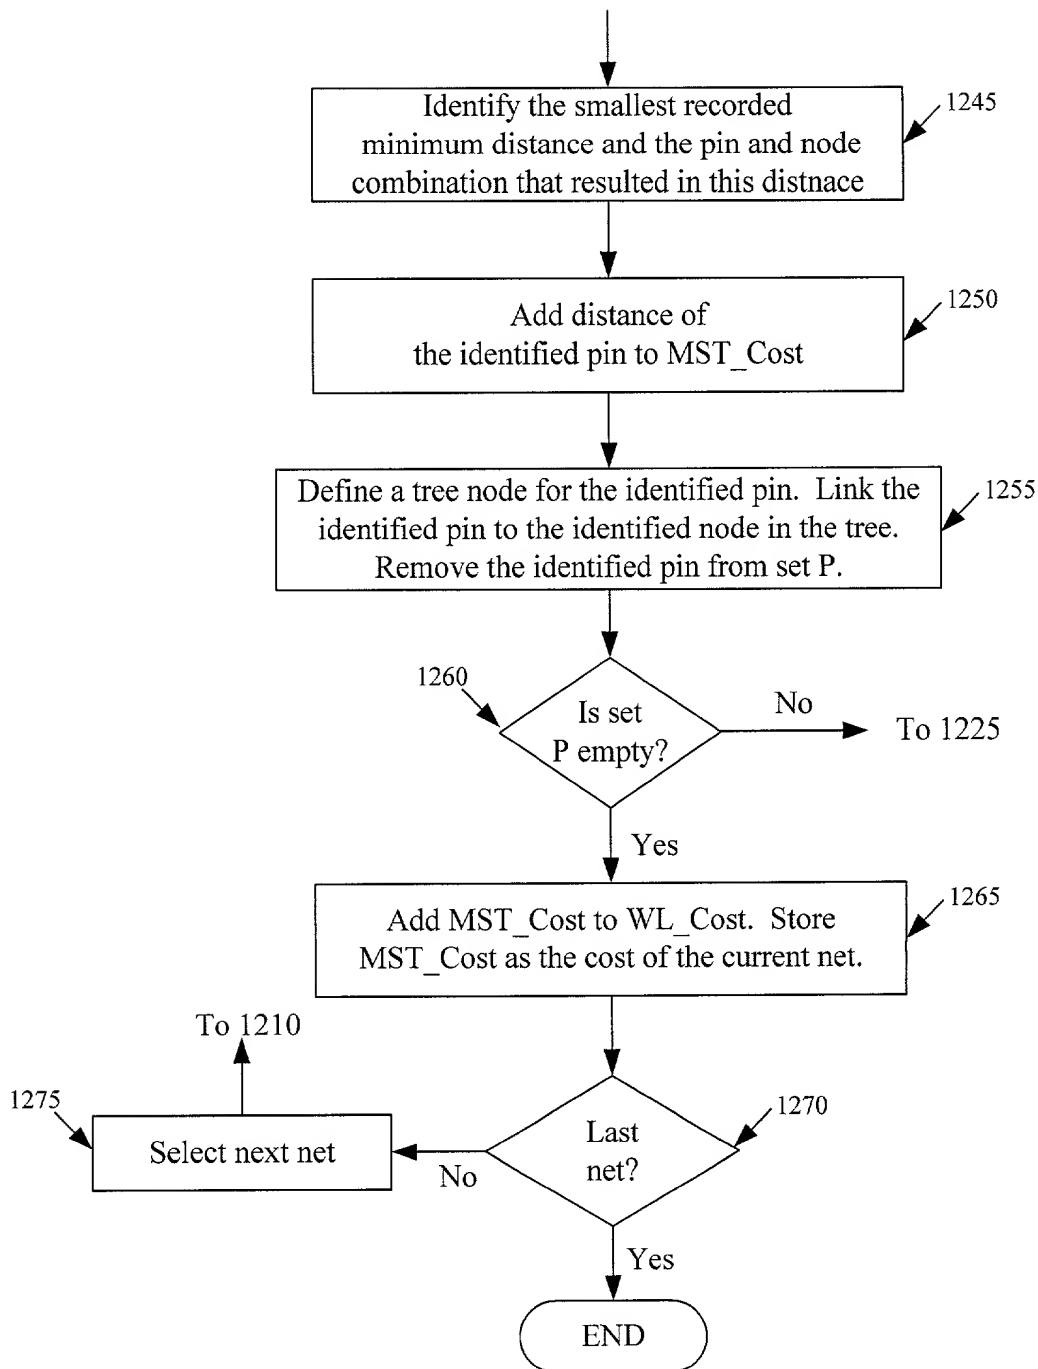 Identify the smallest recorded
minimum distance and the pin and node
combination that resulted in this distnace
1245
Add distance of
the identified pin to MST_Cost
1250
Define a tree node for the identified pin. Link the
identified pin to the identified node in the tree.
Remove the identified pin from set P.
1255
1260
Is set
P empty?
No
To 1225
Yes
Add MST_Cost to WL_Cost. Store
MST_Cost as the cost of the current net.
1265
To 1210
1275
Select next net
No
Last
net?
1270
Yes
END